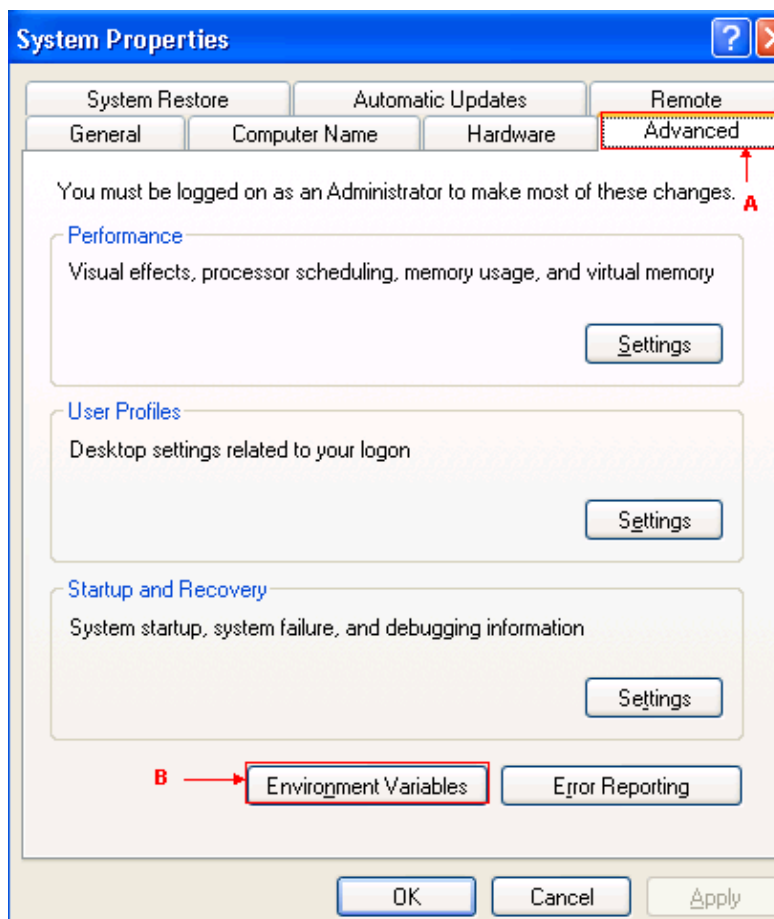 System Properties
?
System Restore Automatic Updates Remote
General Computer Name Hardware Advanced
You must be logged on as an Administrator to make most of these changes.
A
Performance
Visual effects, processor scheduling, memory usage, and virtual memory
Settings
User Profiles
Desktop settings related to your logon
Settings
Startup and Recovery
System startup, system failure, and debugging information
Settings
B Environment Variables Error Reporting
OK Cancel Apply